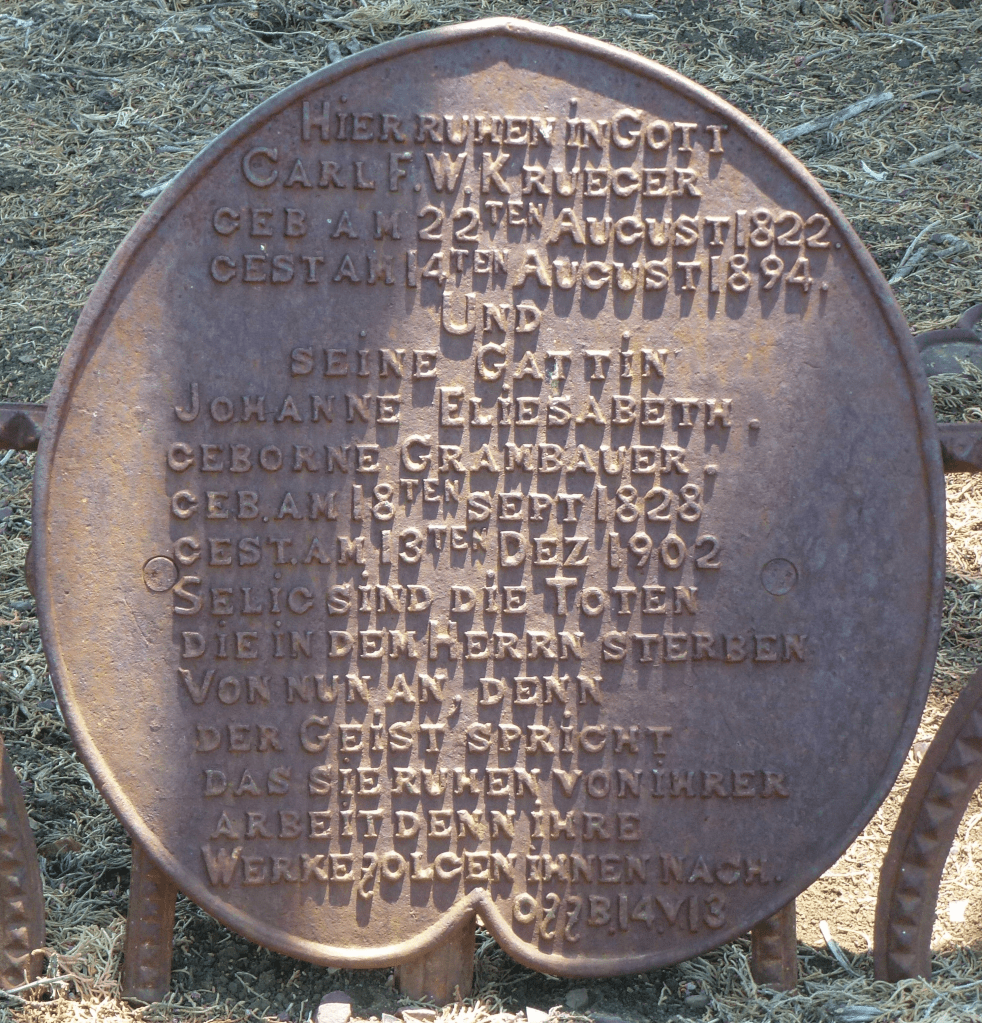 HIER RUHEN IN GOTT
CARL F. W. KRUEGER
GEB AM 22TEN AUGUST 1822.
GEST AM 14TEN AUGUST 1894.
UND
SEINE GATTIN
JOHANNE ELIESABETH.
GEBORNE GRAMBAUER.
GEB. AM 18TEN SEPT 1828
GEST. AM 13TEN DEZ 1902
SELIG SIND DIE TOTEN
DIE IN DEM HERRN STERBEN
VON NUN AN, DENN
DER GEIST SPRICHT
DAS SIE RUHEN VON IHRER
ARBEIT DENN IHRE
WERKE FOLGEN IHNEN NACH.
OFFB. 14. V 13